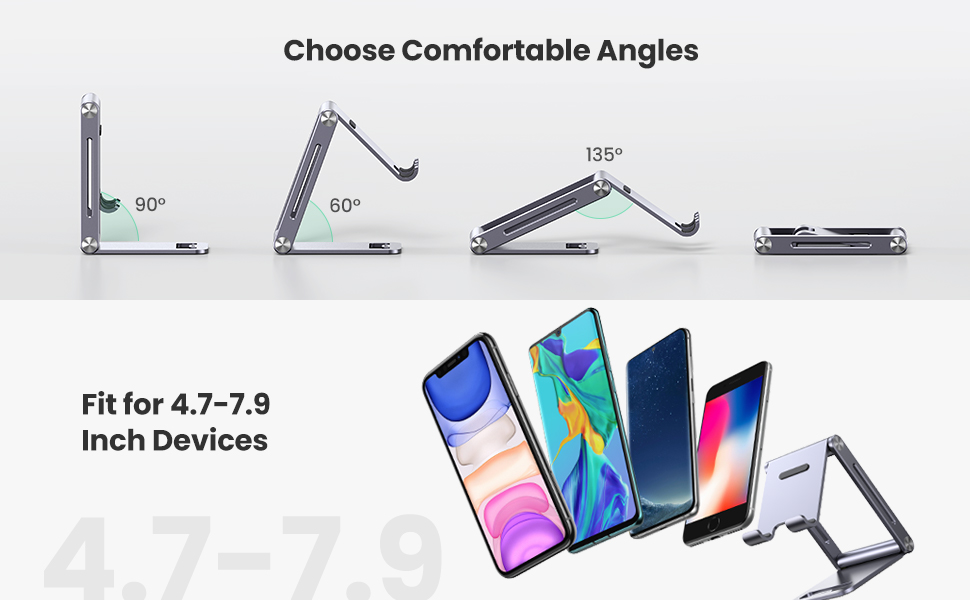 Choose Comfortable Angles
90°
60°
135°
Fit for 4.7-7.9
Inch Devices
4.7-7.9